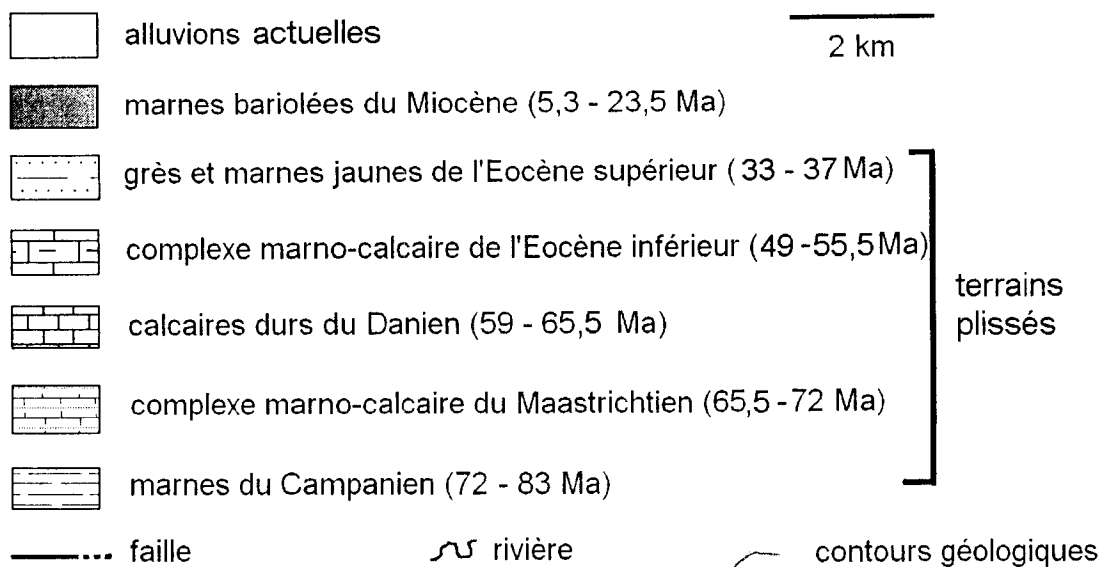 alluvions actuelles
2 km
marnes bariolées du Miocène (5,3 - 23,5 Ma)
grès et marnes jaunes de l'Eocène supérieur ( 33 - 37 Ma)
complexe marno-calcaire de l'Eocène inférieur (49 -55,5 Ma)
calcaires durs du Danien (59 - 65,5 Ma)
complexe marno-calcaire du Maastrichtien (65,5 - 72 Ma)
marnes du Campanien (72 - 83 Ma)
terrains
plissés
faille
rivière
contours géologiques